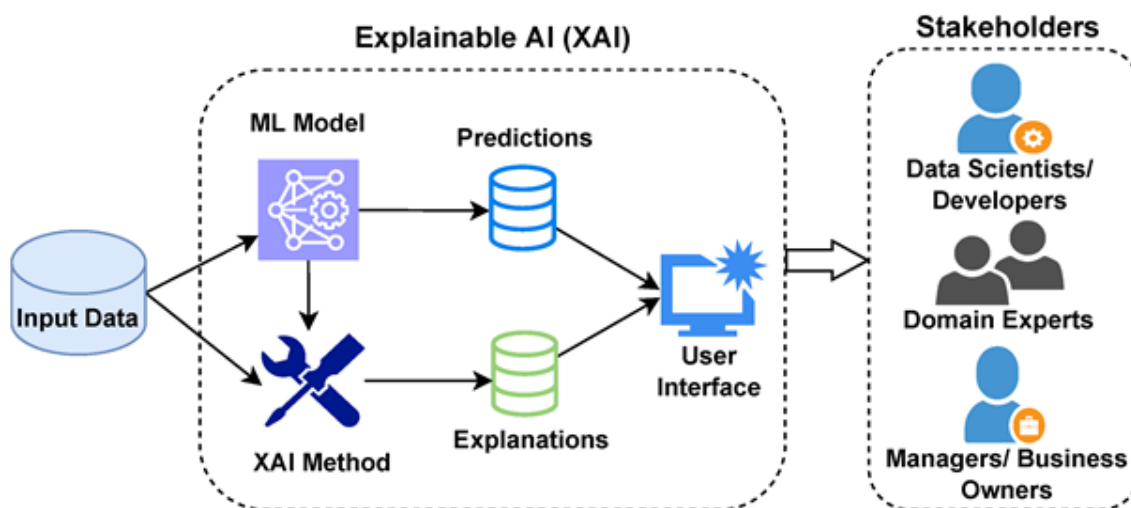 Explainable AI (XAI)
Stakeholders
ML Model
Predictions
Input Data
XAI Method
Explanations
User
Interface
Data Scientists/
Developers
Domain Experts
Managers/ Business
Owners